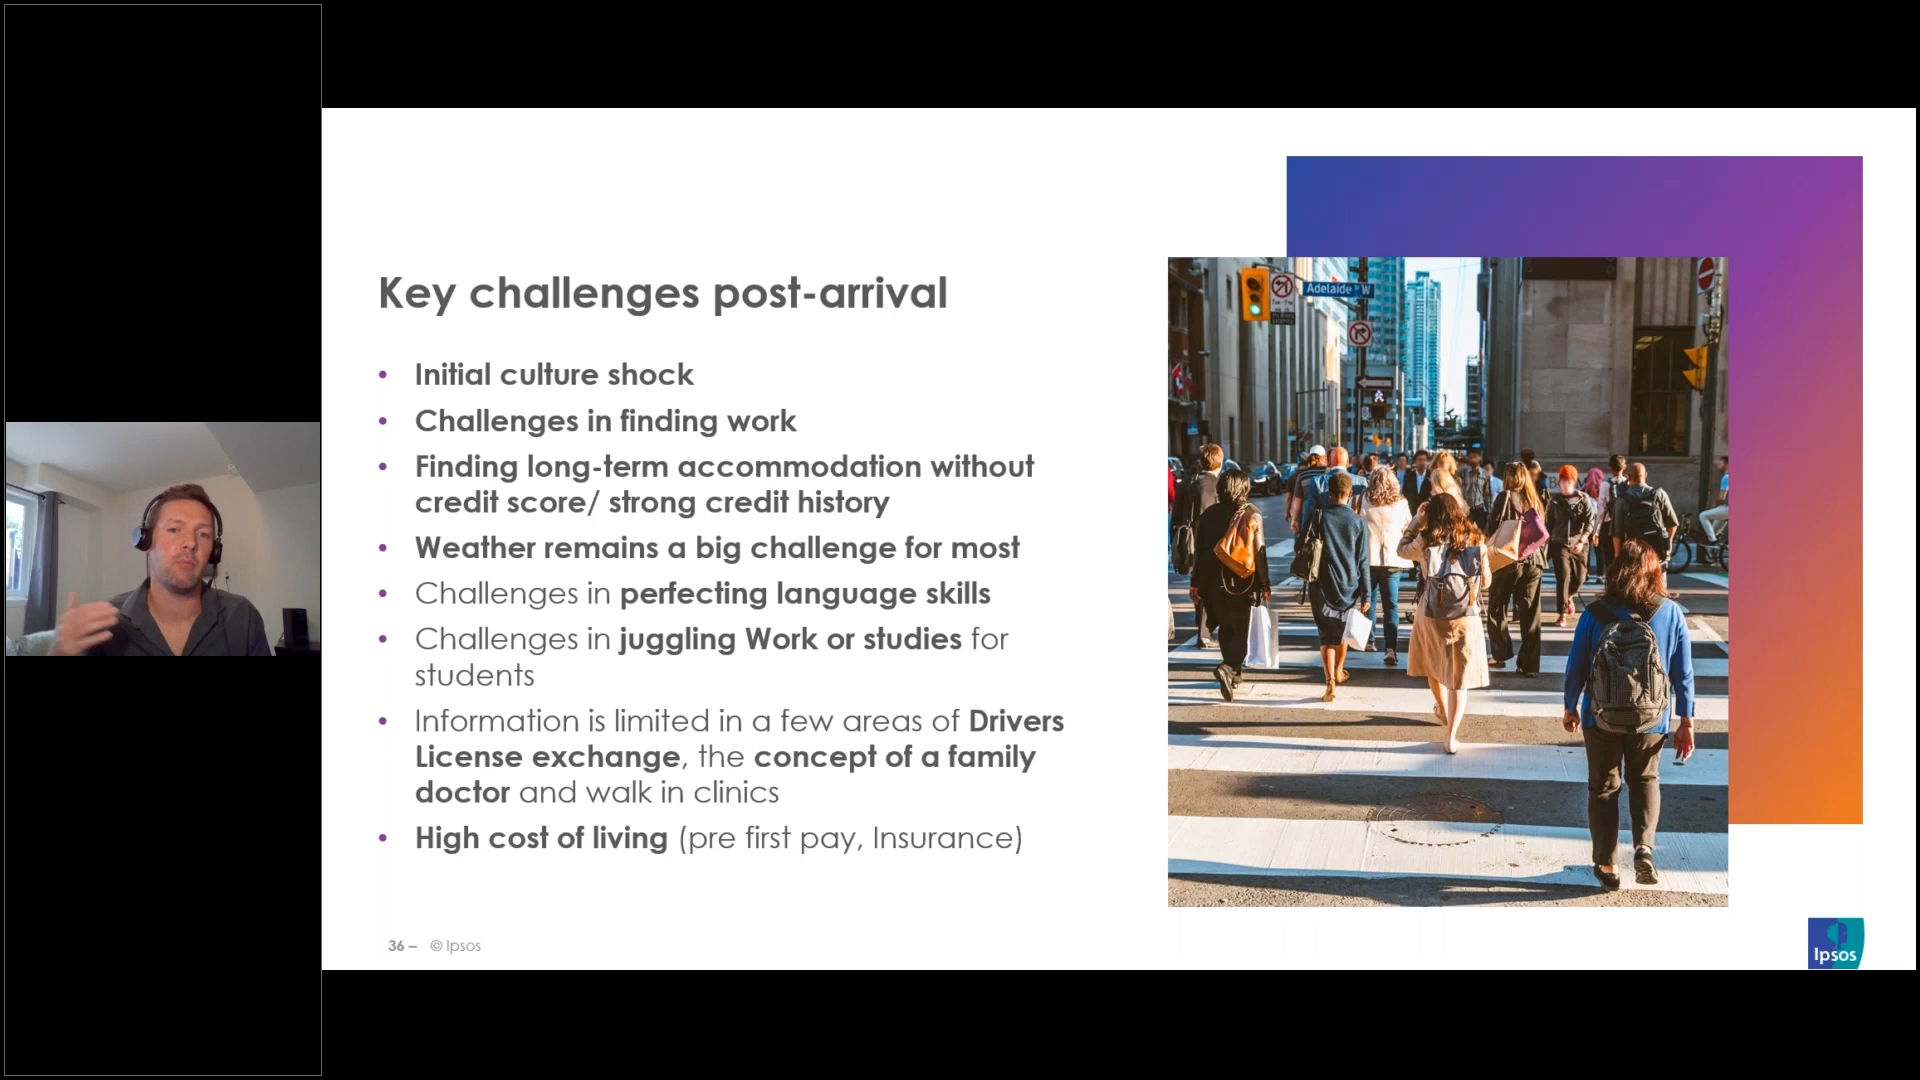 Key challenges post-arrival
• Initial culture shock
• Challenges in finding work
• Finding long-term accommodation without
credit score/ strong credit history
• Weather remains a big challenge for most
• Challenges in perfecting language skills
• Challenges in juggling Work or studies for
students
• Information is limited in a few areas of Drivers
License exchange, the concept of a family
doctor and walk in clinics
• High cost of living (pre first pay, Insurance)
Adelaide St W
36 – © Ipsos
Ipsos